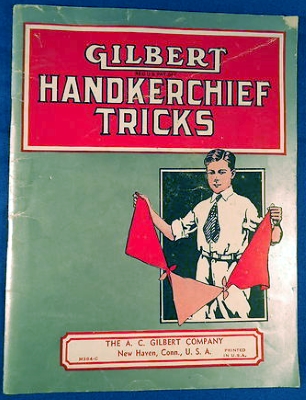 GILBERT
HANDKERCHIEF
TRICKS
THE A. C. GILBERT COMPANY
New Haven, Conn., U. S. A.
PRINTED
IN U.S.A.